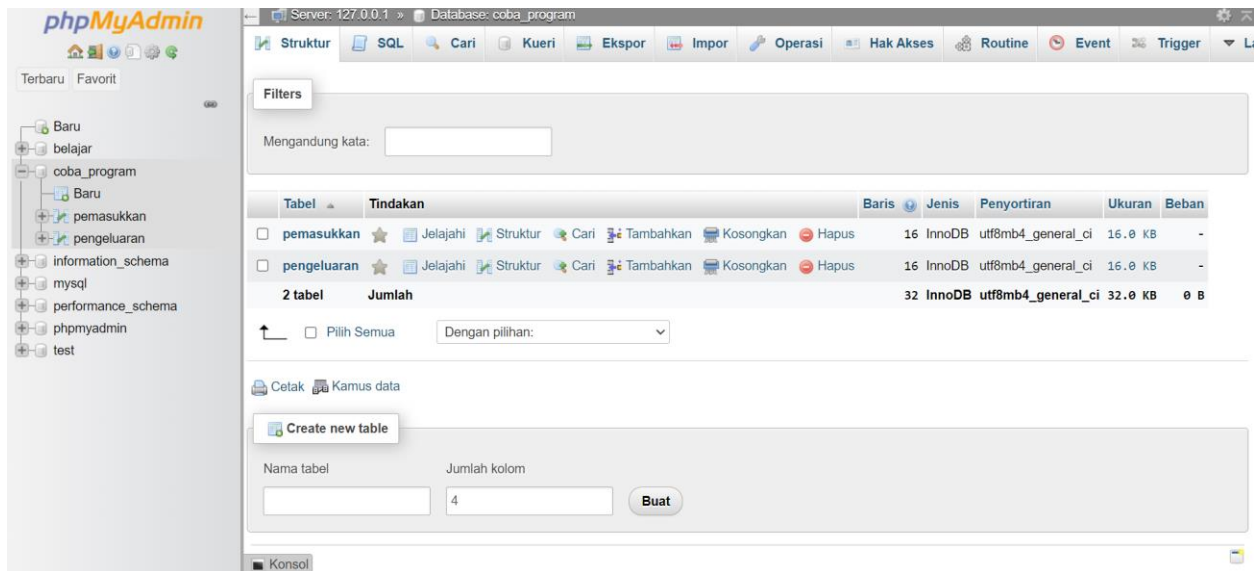 phpMyAdmin
Terbaru Favorit
Baru
belajar
coba_program
Baru
pemasukkan
pengeluaran
information_schema
mysql
performance_schema
phpmyadmin
test
Server: 127.0.0.1 » Database: coba_program
Struktur SQL Cari Kueri Ekspor Impor Operasi Hak Akses Routine Event Trigger La
Filters
Mengandung kata:
Tabel Tindakan Baris Jenis Penyortiran Ukuran Beban
pemasukkan Jelajahi Struktur Cari Tambahkan Kosongkan Hapus 16 InnoDB utf8mb4_general_ci 16.0 KB -
pengeluaran Jelajahi Struktur Cari Tambahkan Kosongkan Hapus 16 InnoDB utf8mb4_general_ci 16.0 KB -
2 tabel Jumlah 32 InnoDB utf8mb4_general_ci 32.0 KB 0 B
Pilih Semua Dengan pilihan:
Cetak Kamus data
Create new table
Nama tabel Jumlah kolom
4 Buat
Konsol